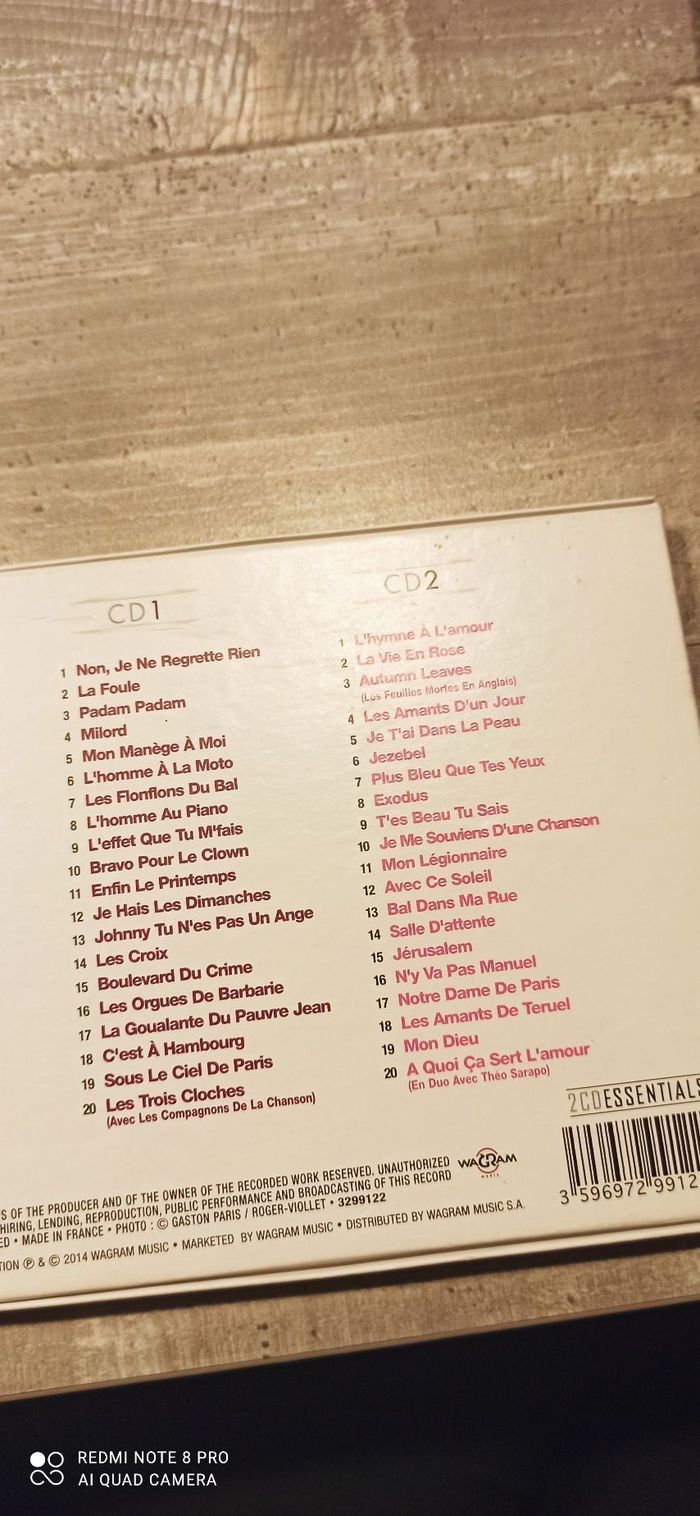 CD1
1 Non, Je Ne Regrette Rien
2 La Foule
3 Padam Padam
4 Milord
5 Mon Manège À Moi
6 L'homme À La Moto
7 Les Flonflons Du Bal
8 L'homme Au Piano
9 L'effet Que Tu M'fais
10 Bravo Pour Le Clown
11 Enfin Le Printemps
12 Je Hais Les Dimanches
13 Johnny Tu N'es Pas Un Ange
14 Les Croix
15 Boulevard Du Crime
16 Les Orgues De Barbarie
17 La Goualante Du Pauvre Jean
18 C'est À Hambourg
19 Sous Le Ciel De Paris
20 Les Trois Cloches
(Avec Les Compagnons De La Chanson)
CD2
1 L'hymne À L'amour
2 La Vie En Rose
3 Autumn Leaves
(Les Feuilles Mortes En Anglais)
4 Les Amants D'un Jour
5 Je T'ai Dans La Peau
6 Jezebel
7 Plus Bleu Que Tes Yeux
8 Exodus
9 T'es Beau Tu Sais
10 Je Me Souviens D'une Chanson
11 Mon Légionnaire
12 Avec Ce Soleil
13 Bal Dans Ma Rue
14 Salle D'attente
15 Jérusalem
16 N'y Va Pas Manuel
17 Notre Dame De Paris
18 Les Amants De Teruel
19 Mon Dieu
20 A Quoi Ça Sert L'amour
(En Duo Avec Théo Sarapo)
2CDESSENTIALS
S OF THE PRODUCER AND OF THE OWNER OF THE RECORDED WORK RESERVED. UNAUTHORIZED
HIRING, LENDING, REPRODUCTION, PUBLIC PERFORMANCE AND BROADCASTING OF THIS RECORD
ED • MADE IN FRANCE • PHOTO : © GASTON PARIS / ROGER-VIOLLET • 3299122
TION ℗ & © 2014 WAGRAM MUSIC • MARKETED BY WAGRAM MUSIC • DISTRIBUTED BY WAGRAM MUSIC S.A.
WAGRAM
MUSIC
3 596972 9912
REDMI NOTE 8 PRO
AI QUAD CAMERA